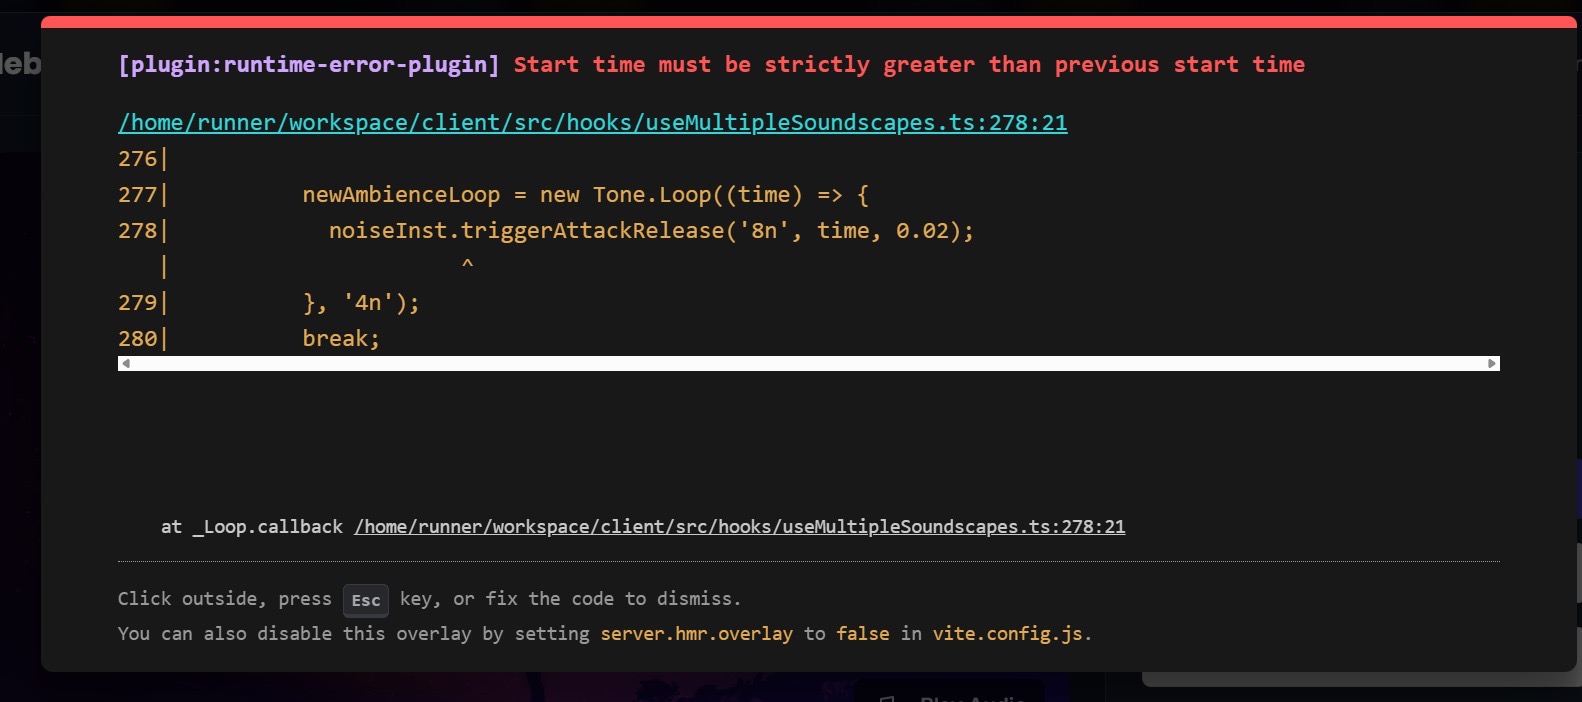 [plugin:runtime-error-plugin] Start time must be strictly greater than previous start time
/home/runner/workspace/client/src/hooks/useMultipleSoundscapes.ts:278:21
276|
277|          newAmbienceLoop = new Tone.Loop((time) => {
278|            noiseInst.triggerAttackRelease('8n', time, 0.02);
   |                      ^
279|          }, '4n');
280|          break;
at _Loop.callback /home/runner/workspace/client/src/hooks/useMultipleSoundscapes.ts:278:21
Click outside, press Esc key, or fix the code to dismiss.
You can also disable this overlay by setting server.hmr.overlay to false in vite.config.js.
Play Audio